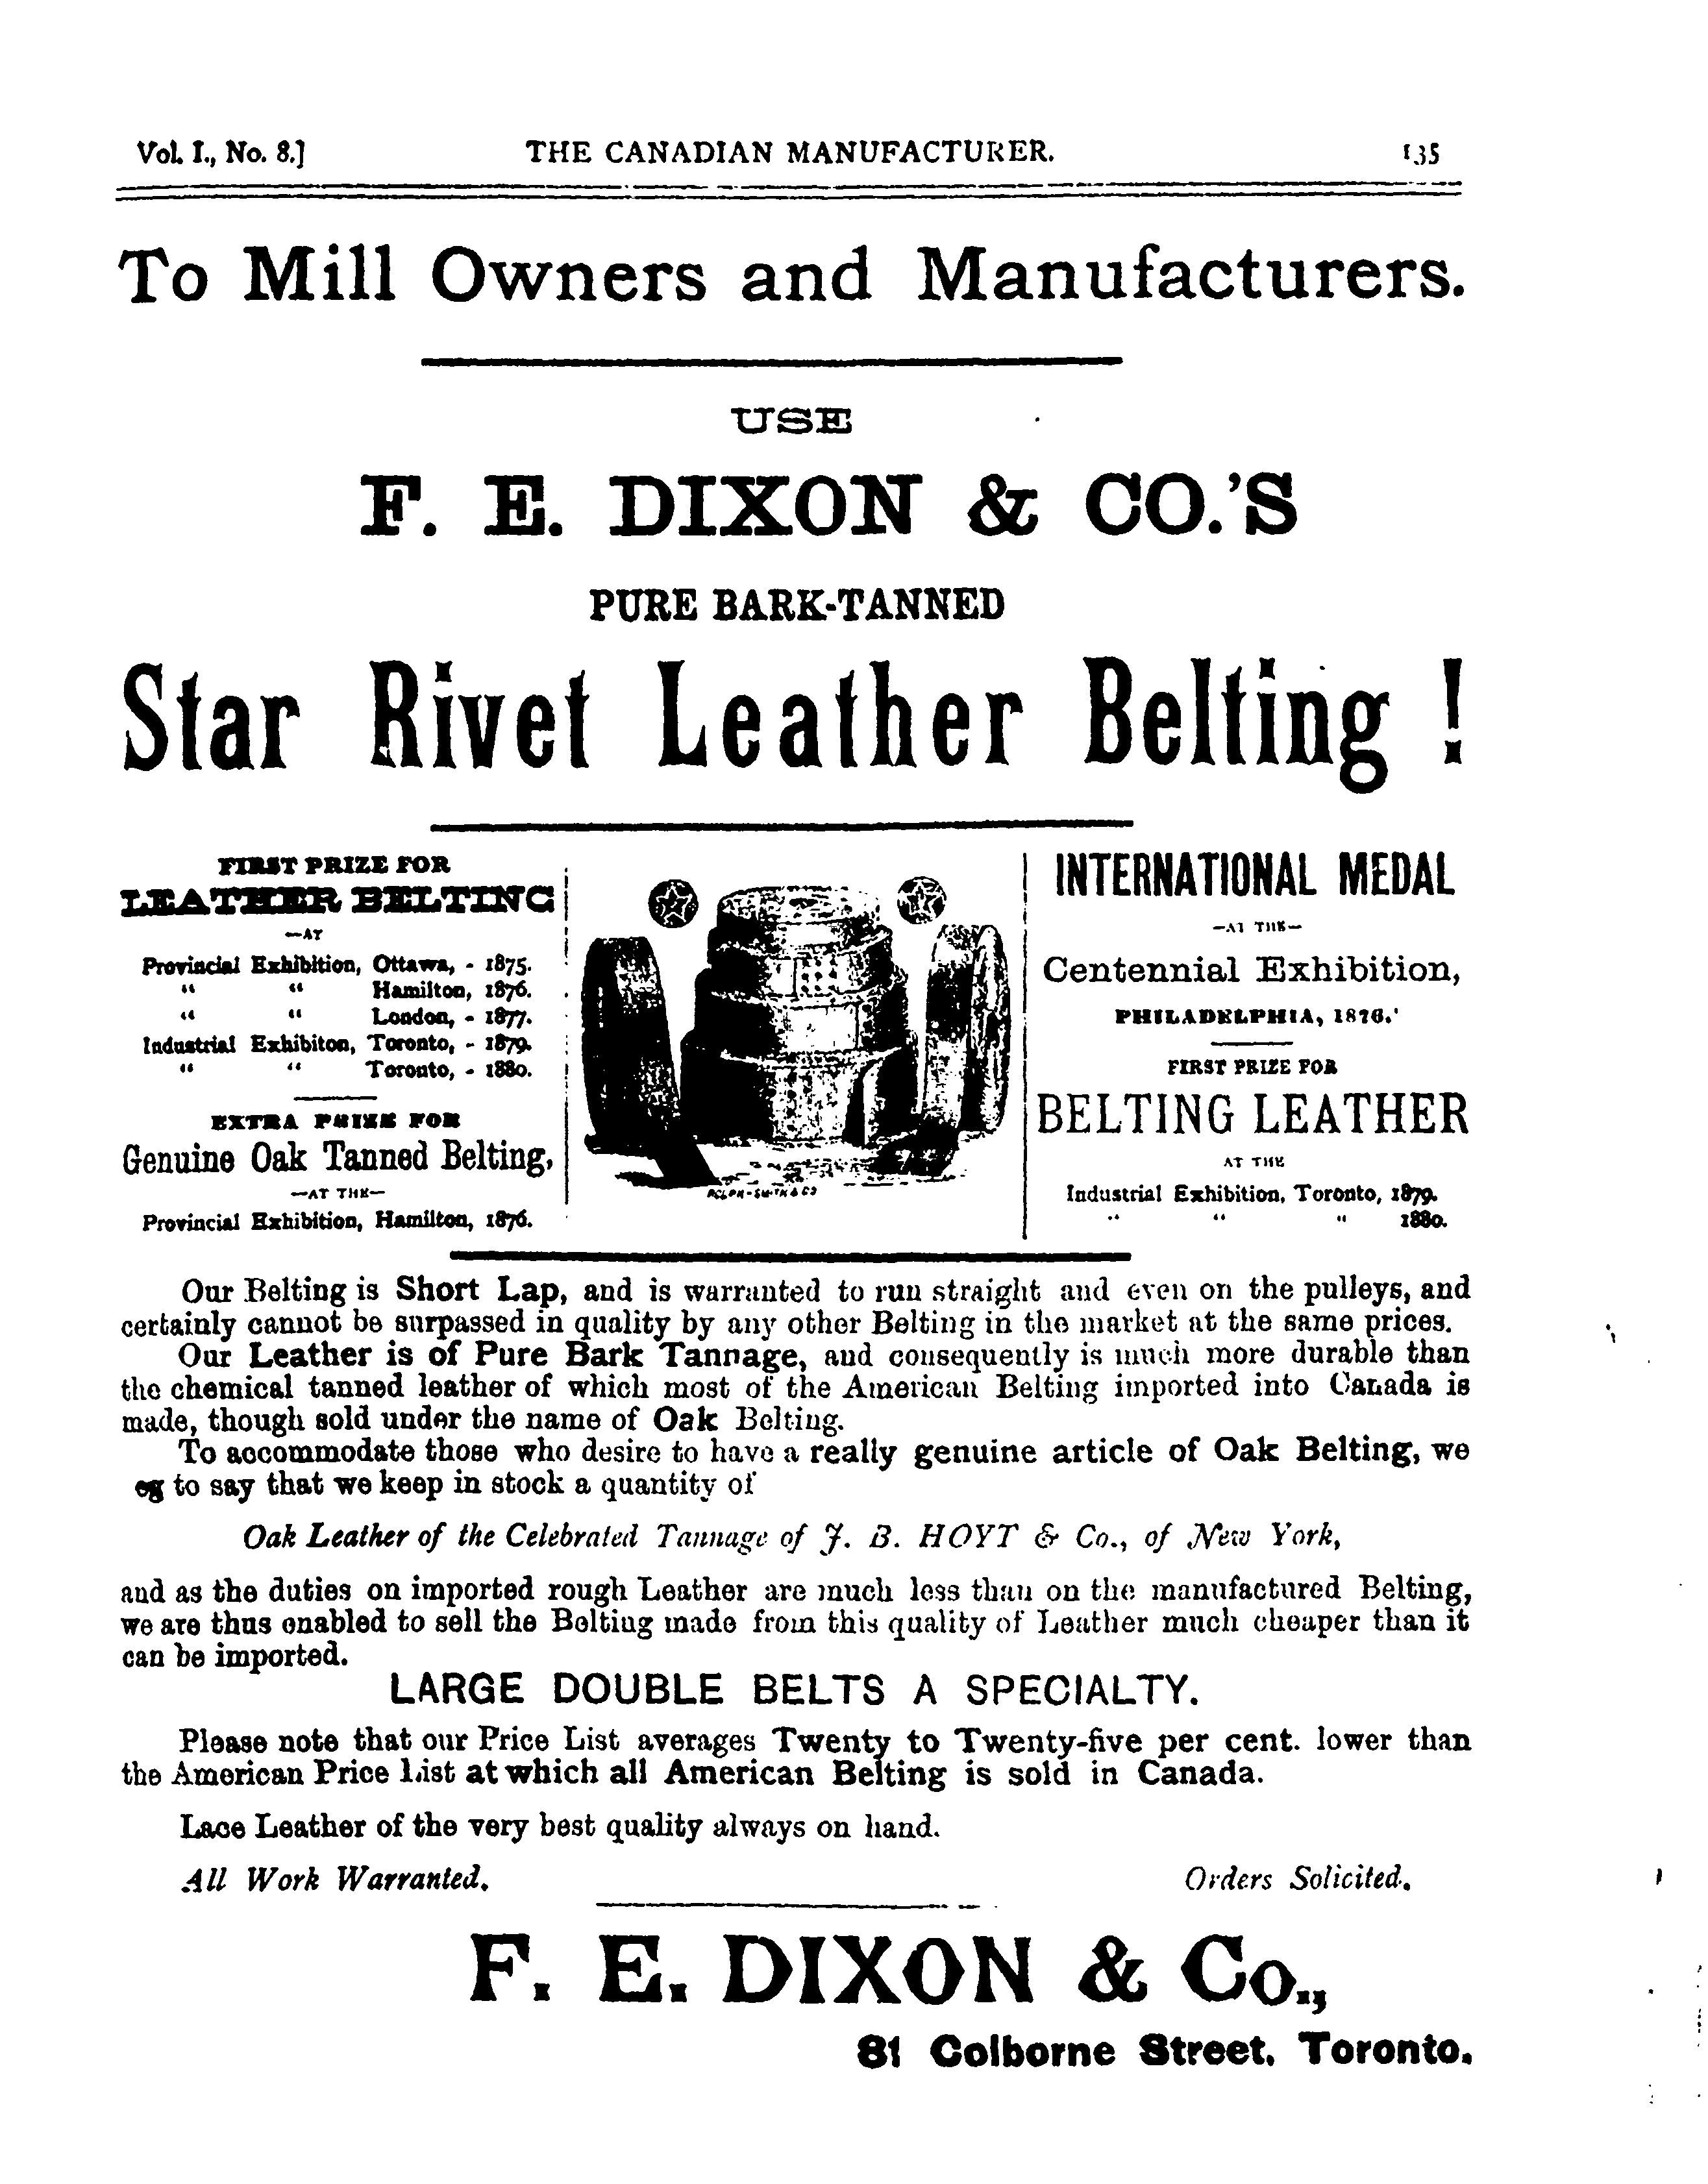 Vol. I., No. 8.]
THE CANADIAN MANUFACTURER.
135
To Mill Owners and Manufacturers.
USE
F. E. DIXON & CO.'S
PURE BARK-TANNED
Star Rivet Leather Belting !
FIRST PRIZE FOR
LEATHER BELTING
—AT
Provincial Exhibition, Ottawa, - 1875.
“ “ Hamilton, 1876.
“ “ London, - 1877.
Industrial Exhibiton, Toronto, - 1879.
“ “ Toronto, - 1880.
EXTRA PRIZE FOR
Genuine Oak Tanned Belting,
—AT THE—
Provincial Exhibition, Hamilton, 1876.
ROLPH-SMITH & CO
INTERNATIONAL MEDAL
—AT THE—
Centennial Exhibition,
PHILADELPHIA, 1876.
FIRST PRIZE FOR
BELTING LEATHER
AT THE
Industrial Exhibition, Toronto, 1879.
“ “ “ 1880.
Our Belting is Short Lap, and is warranted to run straight and even on the pulleys, and
certainly cannot be surpassed in quality by any other Belting in the market at the same prices.
Our Leather is of Pure Bark Tannage, and consequently is much more durable than
the chemical tanned leather of which most of the American Belting imported into Canada is
made, though sold under the name of Oak Belting.
To accommodate those who desire to have a really genuine article of Oak Belting, we
eg to say that we keep in stock a quantity of
Oak Leather of the Celebrated Tannage of J. B. HOYT & Co., of New York,
and as the duties on imported rough Leather are much less than on the manufactured Belting,
we are thus enabled to sell the Belting made from this quality of Leather much cheaper than it
can be imported.
LARGE DOUBLE BELTS A SPECIALTY.
Please note that our Price List averages Twenty to Twenty-five per cent. lower than
the American Price List at which all American Belting is sold in Canada.
Lace Leather of the very best quality always on hand.
All Work Warranted.
Orders Solicited.
F. E. DIXON & Co.,
81 Colborne Street, Toronto.